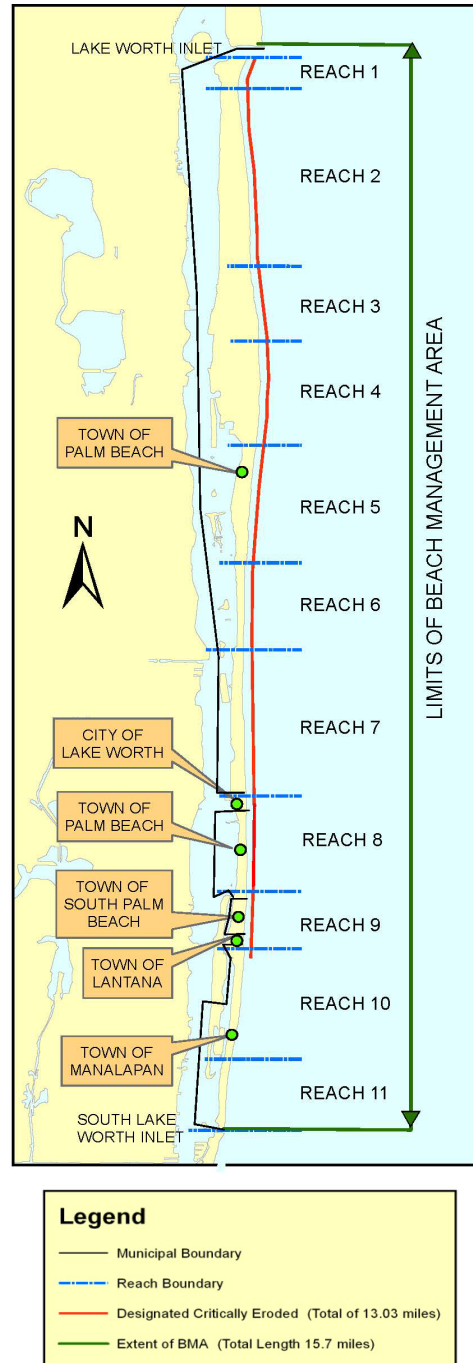 LAKE WORTH INLET
REACH 1
REACH 2
REACH 3
REACH 4
TOWN OF
PALM BEACH
REACH 5
N
REACH 6
LIMITS OF BEACH MANAGEMENT AREA
REACH 7
CITY OF
LAKE WORTH
TOWN OF
PALM BEACH
REACH 8
TOWN OF
SOUTH PALM
BEACH
REACH 9
TOWN OF
LANTANA
REACH 10
TOWN OF
MANALAPAN
REACH 11
SOUTH LAKE
WORTH INLET
Legend
Municipal Boundary
Reach Boundary
Designated Critically Eroded (Total of 13.03 miles)
Extent of BMA (Total Length 15.7 miles)